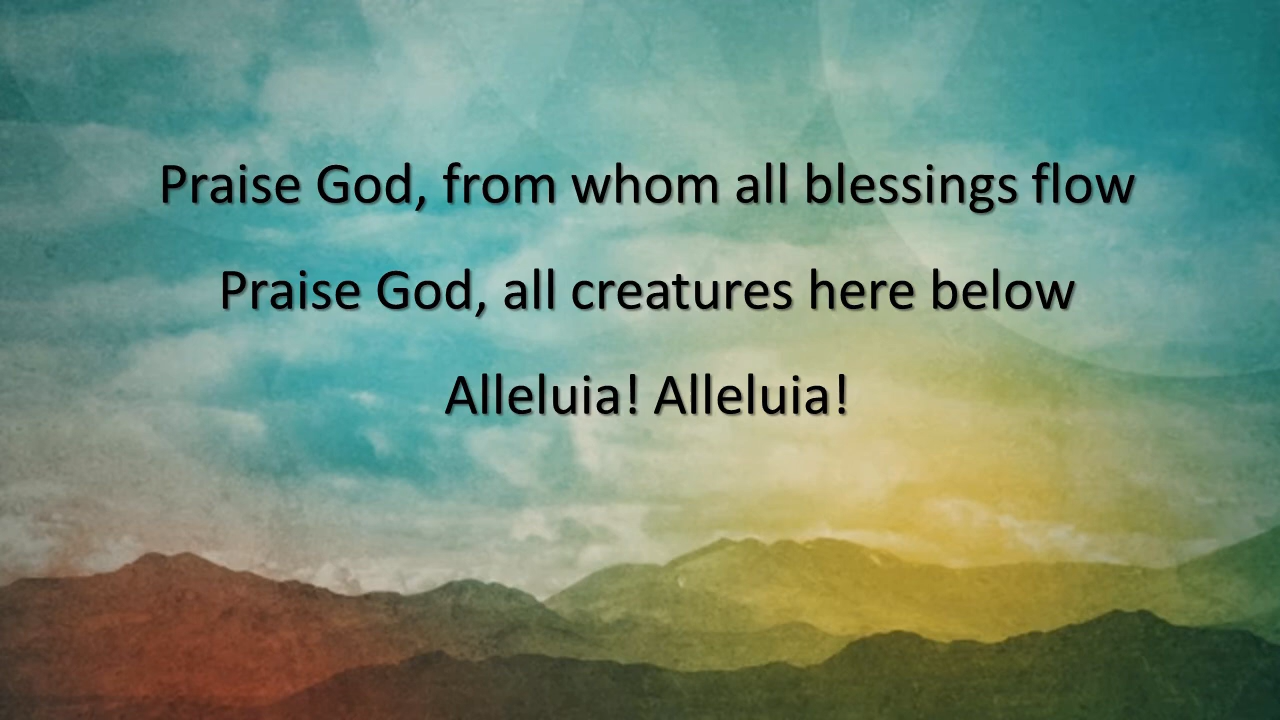 Praise God, from whom all blessings flow
Praise God, all creatures here below
Alleluia! Alleluia!